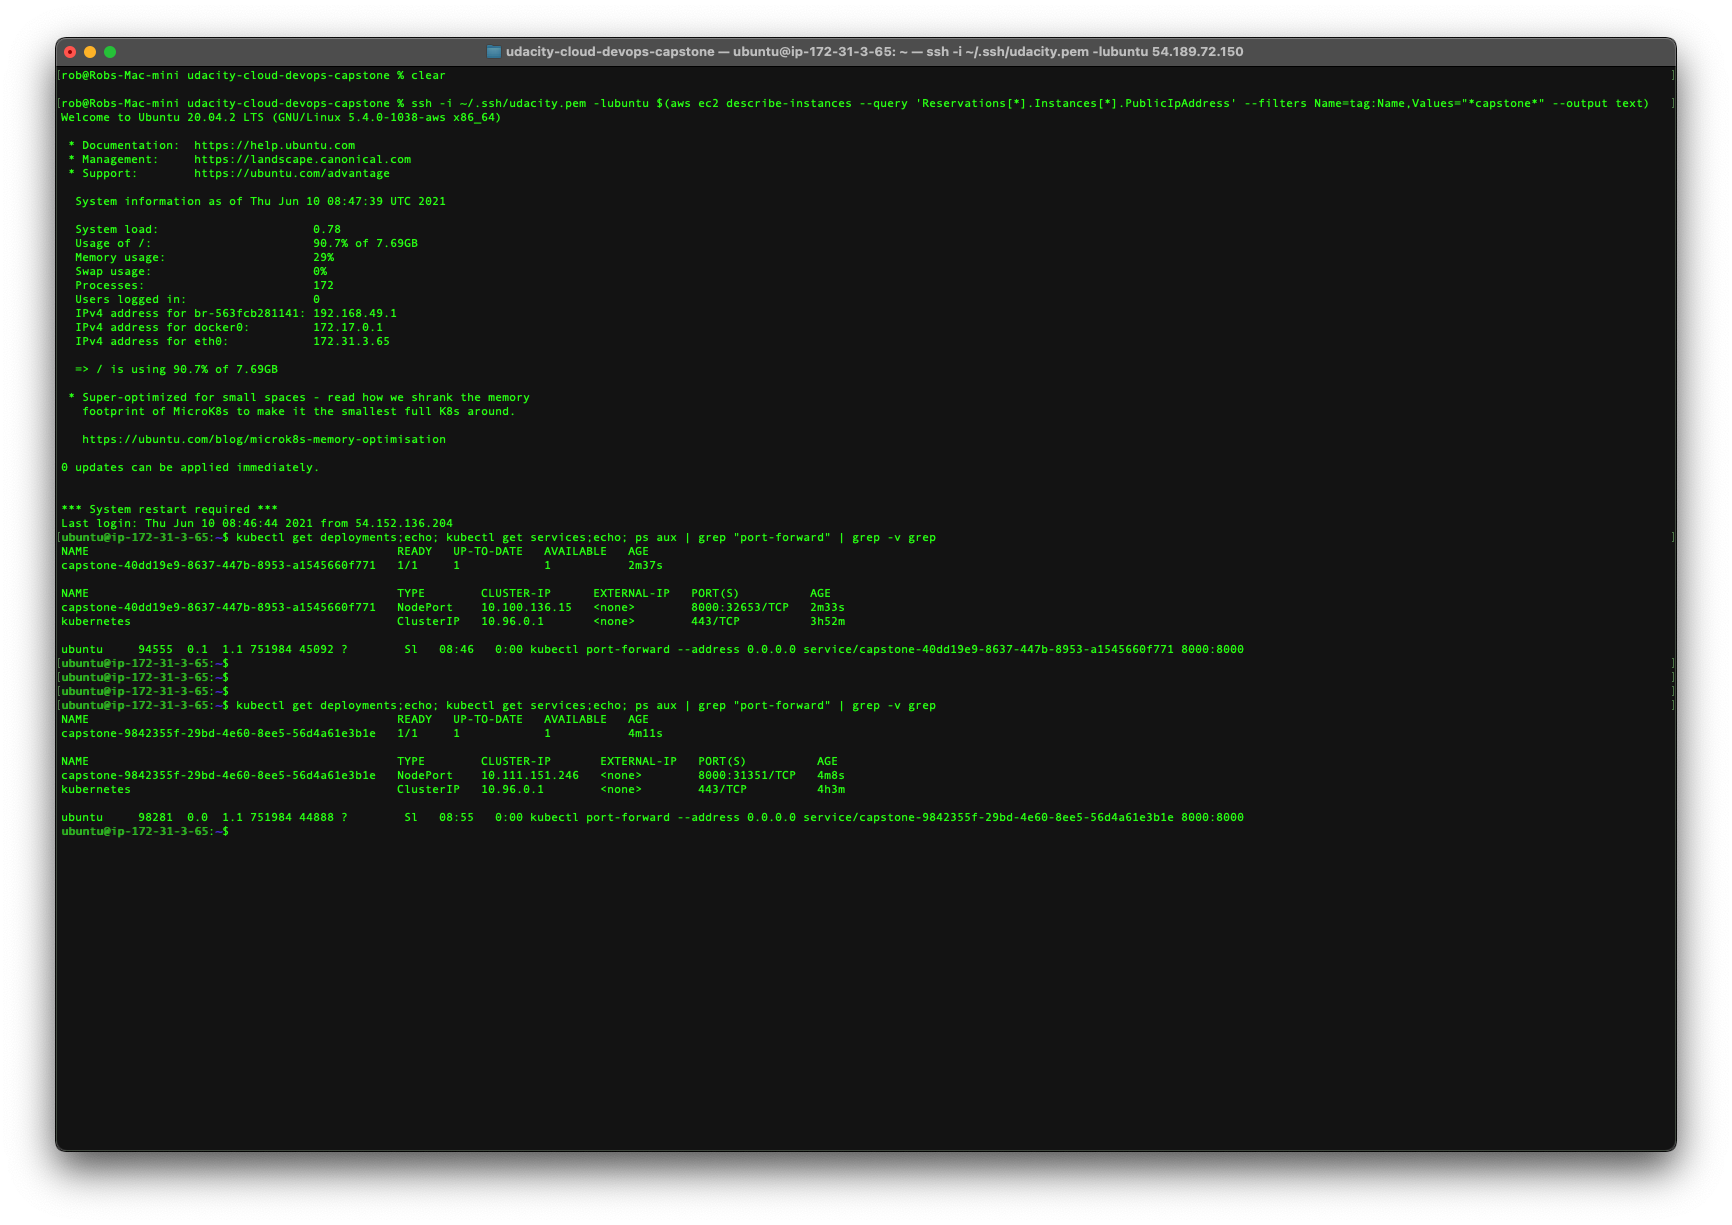 udacity-cloud-devops-capstone — ubuntu@ip-172-31-3-65: ~ — ssh -i ~/.ssh/udacity.pem -lubuntu 54.189.72.150
[rob@Robs-Mac-mini udacity-cloud-devops-capstone % clear ]
[rob@Robs-Mac-mini udacity-cloud-devops-capstone % ssh -i ~/.ssh/udacity.pem -lubuntu $(aws ec2 describe-instances --query 'Reservations[*].Instances[*].PublicIpAddress' --filters Name=tag:Name,Values="*capstone*" --output text) ]
Welcome to Ubuntu 20.04.2 LTS (GNU/Linux 5.4.0-1038-aws x86_64)
* Documentation: https://help.ubuntu.com
* Management: https://landscape.canonical.com
* Support: https://ubuntu.com/advantage
System information as of Thu Jun 10 08:47:39 UTC 2021
System load: 0.78
Usage of /: 90.7% of 7.69GB
Memory usage: 29%
Swap usage: 0%
Processes: 172
Users logged in: 0
IPv4 address for br-563fcb281141: 192.168.49.1
IPv4 address for docker0: 172.17.0.1
IPv4 address for eth0: 172.31.3.65
=> / is using 90.7% of 7.69GB
* Super-optimized for small spaces - read how we shrank the memory
footprint of MicroK8s to make it the smallest full K8s around.
https://ubuntu.com/blog/microk8s-memory-optimisation
0 updates can be applied immediately.
*** System restart required ***
Last login: Thu Jun 10 08:46:44 2021 from 54.152.136.204
[ubuntu@ip-172-31-3-65:~$ kubectl get deployments;echo; kubectl get services;echo; ps aux | grep "port-forward" | grep -v grep ]
NAME READY UP-TO-DATE AVAILABLE AGE
capstone-40dd19e9-8637-447b-8953-a1545660f771 1/1 1 1 2m37s
NAME TYPE CLUSTER-IP EXTERNAL-IP PORT(S) AGE
capstone-40dd19e9-8637-447b-8953-a1545660f771 NodePort 10.100.136.15 <none> 8000:32653/TCP 2m33s
kubernetes ClusterIP 10.96.0.1 <none> 443/TCP 3h52m
ubuntu 94555 0.1 1.1 751984 45092 ? Sl 08:46 0:00 kubectl port-forward --address 0.0.0.0 service/capstone-40dd19e9-8637-447b-8953-a1545660f771 8000:8000
[ubuntu@ip-172-31-3-65:~$ ]
[ubuntu@ip-172-31-3-65:~$ ]
[ubuntu@ip-172-31-3-65:~$ ]
[ubuntu@ip-172-31-3-65:~$ kubectl get deployments;echo; kubectl get services;echo; ps aux | grep "port-forward" | grep -v grep ]
NAME READY UP-TO-DATE AVAILABLE AGE
capstone-9842355f-29bd-4e60-8ee5-56d4a61e3b1e 1/1 1 1 4m11s
NAME TYPE CLUSTER-IP EXTERNAL-IP PORT(S) AGE
capstone-9842355f-29bd-4e60-8ee5-56d4a61e3b1e NodePort 10.111.151.246 <none> 8000:31351/TCP 4m8s
kubernetes ClusterIP 10.96.0.1 <none> 443/TCP 4h3m
ubuntu 98281 0.0 1.1 751984 44888 ? Sl 08:55 0:00 kubectl port-forward --address 0.0.0.0 service/capstone-9842355f-29bd-4e60-8ee5-56d4a61e3b1e 8000:8000
ubuntu@ip-172-31-3-65:~$